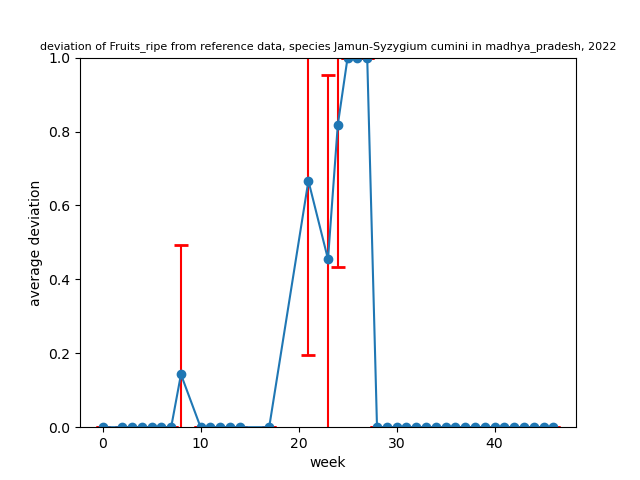 deviation of Fruits_ripe from reference data, species Jamun-Syzygium cumini in madhya_pradesh, 2022
1.0
0.8
0.6
0.4
0.2
0.0
average deviation
0 10 20 30 40
week